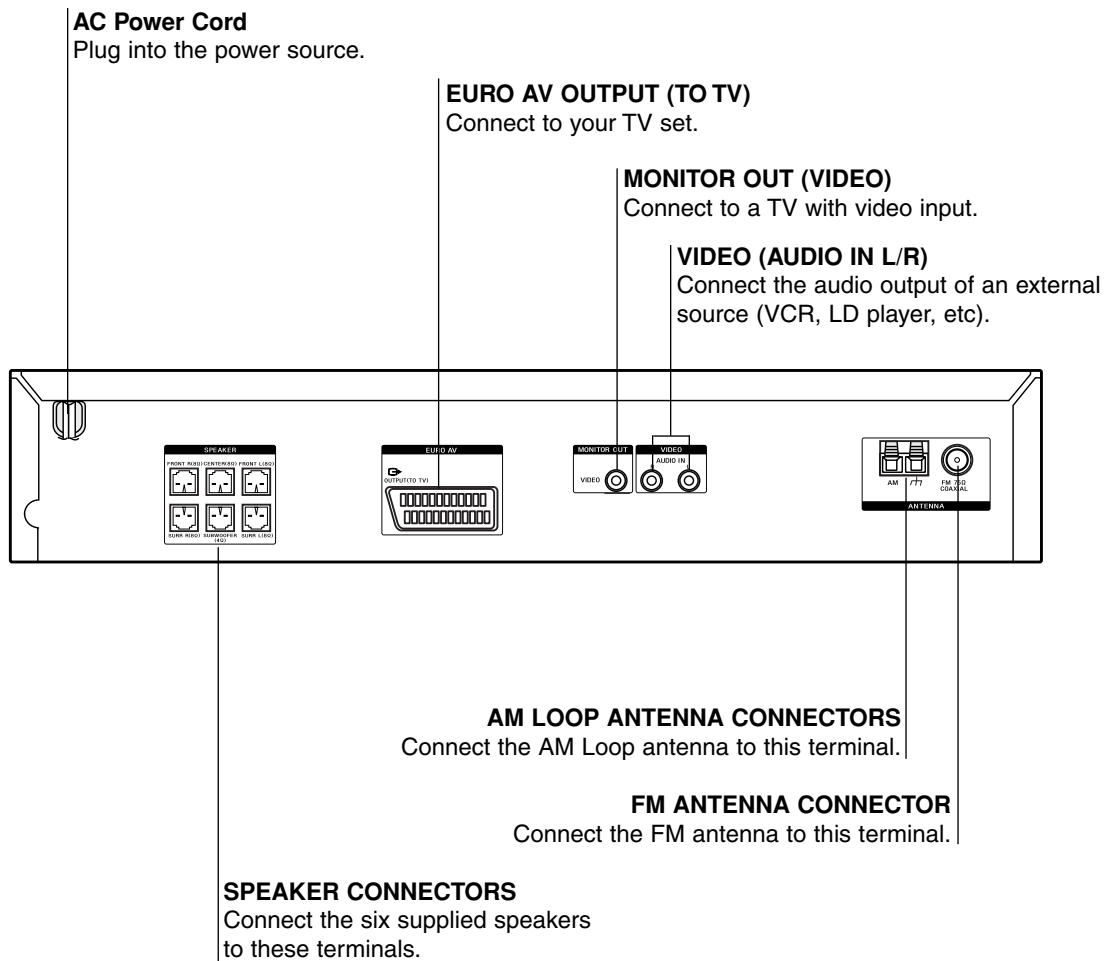 AC Power Cord
Plug into the power source.
EURO AV OUTPUT (TO TV)
Connect to your TV set.
MONITOR OUT (VIDEO)
Connect to a TV with video input.
VIDEO (AUDIO IN L/R)
Connect the audio output of an external
source (VCR, LD player, etc).
SPEAKER
FRONT R(8Ω) CENTER(8Ω) FRONT L(8Ω)
SURR R(8Ω) SUBWOOFER (4Ω) SURR L(8Ω)
EURO AV
OUTPUT(TO TV)
MONITOR OUT
VIDEO
VIDEO
AUDIO IN
AM
FM 75Ω
COAXIAL
ANTENNA
AM LOOP ANTENNA CONNECTORS
Connect the AM Loop antenna to this terminal.
FM ANTENNA CONNECTOR
Connect the FM antenna to this terminal.
SPEAKER CONNECTORS
Connect the six supplied speakers
to these terminals.